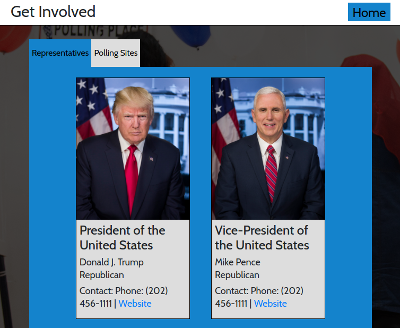 Get Involved
Home
POLLING PLACE
Representatives
Polling Sites
President of the
United States
Donald J. Trump
Republican
Contact: Phone: (202)
456-1111 | Website
Vice-President of
the United States
Mike Pence
Republican
Contact: Phone: (202)
456-1111 | Website